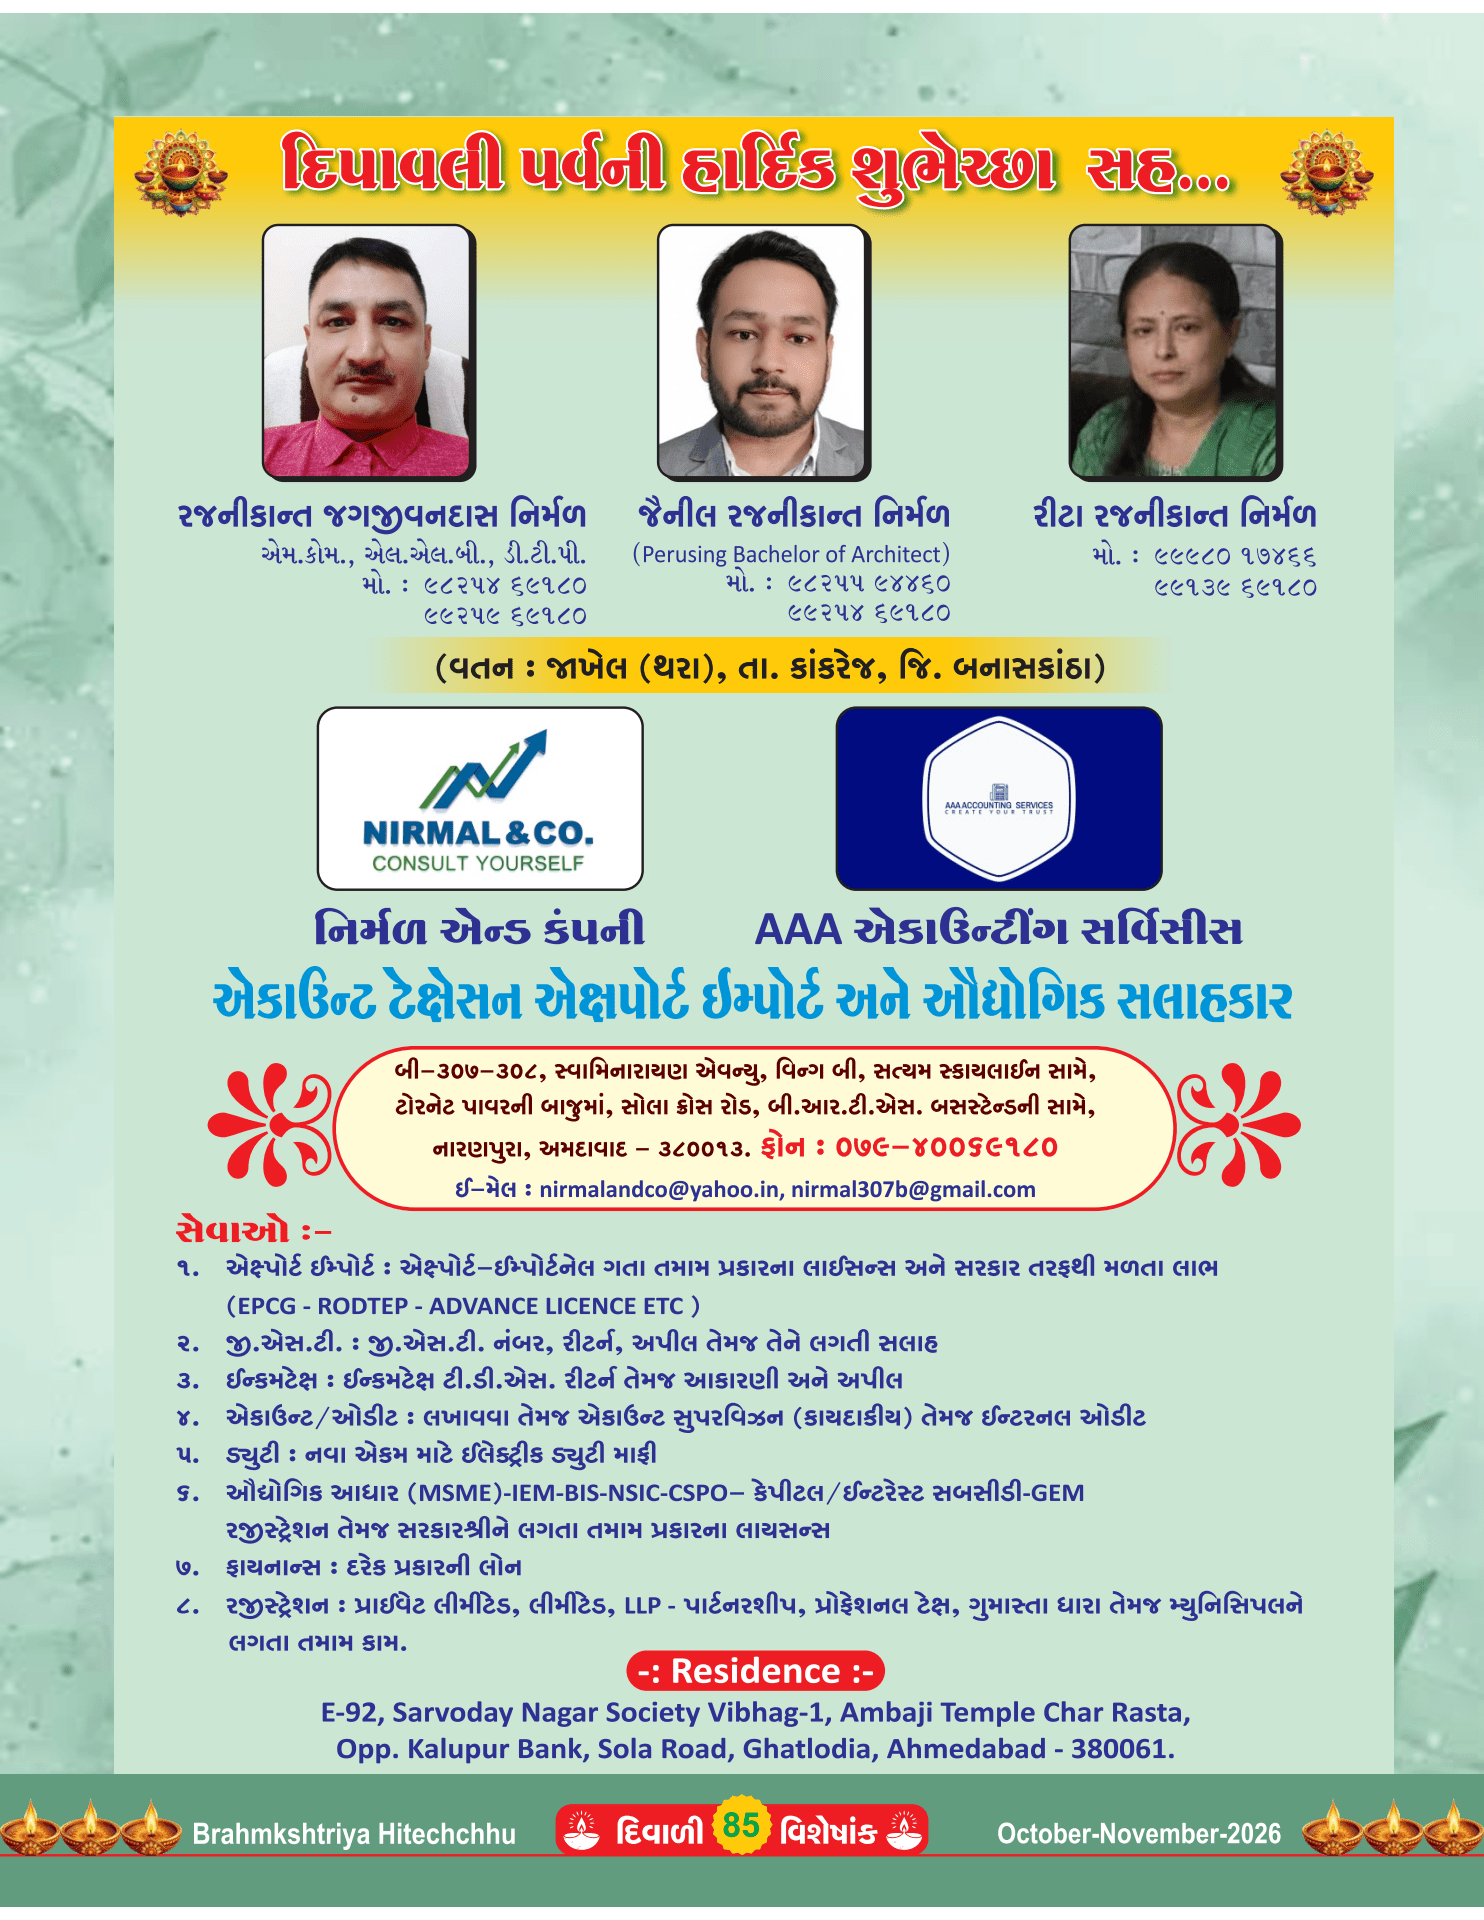 દિપાવલી પર્વની હાર્દિક શુભેચ્છા સહ...
રજનીકાન્ત જગજીવનદાસ નિર્મળ
એમ.કોમ., એલ.એલ.બી., ડી.ટી.પી.
મો. : ૯૮૨૫૪ ૬૯૧૮૦
૯૯૨૫૯ ૬૯૧૮૦
જૈનીલ રજનીકાન્ત નિર્મળ
(Perusing Bachelor of Architect)
મો. : ૯૮૨૫૫ ૯૪૪૬૦
૯૯૨૫૪ ૬૯૧૮૦
રીટા રજનીકાન્ત નિર્મળ
મો. : ૯૯૯૮૦ ૧૭૪૬૬
૯૯૧૩૯ ૬૯૧૮૦
(વતન : જાખેલ (થરા), તા. કાંકરેજ, જિ. બનાસકાંઠા)
NIRMAL & CO.
CONSULT YOURSELF
AAA ACCOUNTING SERVICES
CREATE YOUR TRUST
નિર્મળ એન્ડ કંપની
AAA એકાઉન્ટીંગ સર્વિસીસ
એકાઉન્ટ ટેક્ષેસન એક્ષપોર્ટ ઈમ્પોર્ટ અને ઔદ્યોગિક સલાહકાર
બી-૩૦૭-૩૦૮, સ્વામિનારાયણ એવન્યુ, વિન્ગ બી, સત્યમ સ્કાયલાઈન સામે,
ટોરનેટ પાવરની બાજુમાં, સોલા ક્રોસ રોડ, બી.આર.ટી.એસ. બસસ્ટેન્ડની સામે,
નારણપુરા, અમદાવાદ - ૩૮૦૦૧૩. ફોન : ૦૭૯-૪૦૦૬૯૧૮૦
ઈ-મેલ : nirmalandco@yahoo.in, nirmal307b@gmail.com
સેવાઓ :-
૧. એક્ષ્પોર્ટ ઈમ્પોર્ટ : એક્ષ્પોર્ટ-ઈમ્પોર્ટનેલ ગતા તમામ પ્રકારના લાઈસન્સ અને સરકાર તરફથી મળતા લાભ
(EPCG - RODTEP - ADVANCE LICENCE ETC )
૨. જી.એસ.ટી. : જી.એસ.ટી. નંબર, રીટર્ન, અપીલ તેમજ તેને લગતી સલાહ
૩. ઈન્કમટેક્ષ : ઈન્કમટેક્ષ ટી.ડી.એસ. રીટર્ન તેમજ આકારણી અને અપીલ
૪. એકાઉન્ટ/ઓડીટ : લખાવવા તેમજ એકાઉન્ટ સુપરવિઝન (કાયદાકીય) તેમજ ઈન્ટરનલ ઓડીટ
૫. ડ્યુટી : નવા એકમ માટે ઈલેક્ટ્રીક ડ્યુટી માફી
૬. ઔદ્યોગિક આધાર (MSME)-IEM-BIS-NSIC-CSPO- કેપીટલ/ઈન્ટરેસ્ટ સબસીડી-GEM
રજીસ્ટ્રેશન તેમજ સરકારશ્રીને લગતા તમામ પ્રકારના લાયસન્સ
૭. ફાયનાન્સ : દરેક પ્રકારની લોન
૮. રજીસ્ટ્રેશન : પ્રાઈવેટ લીમીટેડ, લીમીટેડ, LLP - પાર્ટનરશીપ, પ્રોફેશનલ ટેક્ષ, ગુમાસ્તા ધારા તેમજ મ્યુનિસિપલને
લગતા તમામ કામ.
-: Residence :-
E-92, Sarvoday Nagar Society Vibhag-1, Ambaji Temple Char Rasta,
Opp. Kalupur Bank, Sola Road, Ghatlodia, Ahmedabad - 380061.
Brahmkshtriya Hitechchhu
દિવાળી 85 વિશેષાંક
October-November-2026